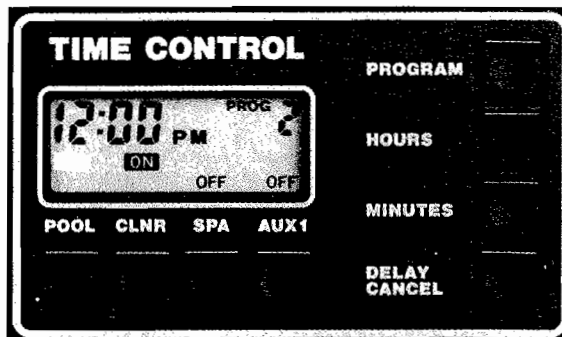 TIME CONTROL
12:00 PM PROG 2
ON
OFF OFF
POOL CLNR SPA AUX1
PROGRAM
HOURS
MINUTES
DELAY
CANCEL